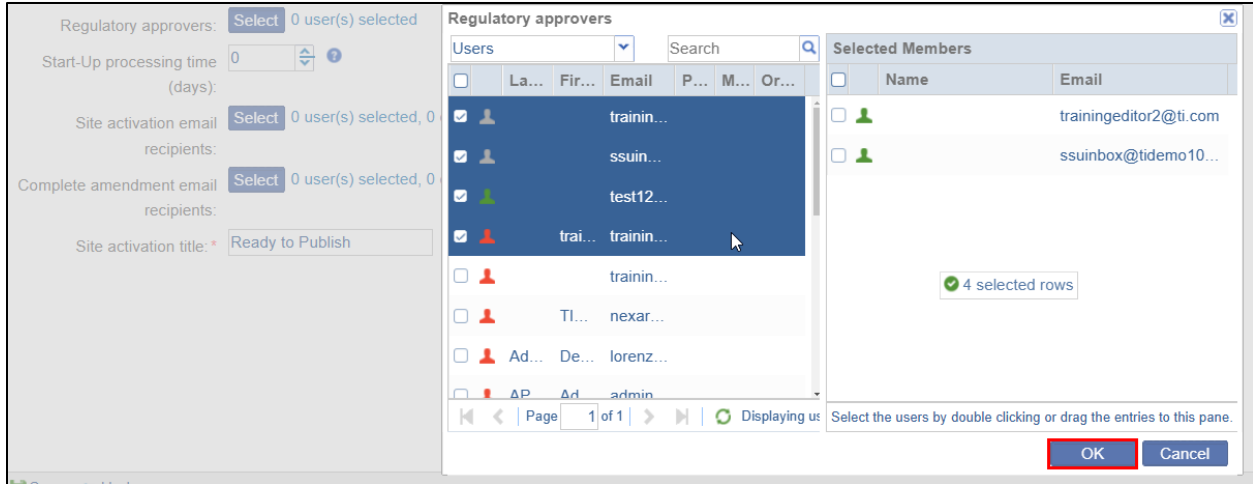 Regulatory approvers: Select 0 user(s) selected
Start-Up processing time (days): 0
Site activation email recipients: Select 0 user(s) selected, 0
Complete amendment email recipients: Select 0 user(s) selected, 0
Site activation title: * Ready to Publish
Regulatory approvers
Users Search
La... Fir... Email P... M... Or...
trainin...
ssuin...
test12...
trai... trainin...
trainin...
TI... nexar...
Ad... De... lorenz...
AP Ad admin
Page 1 of 1 Displaying us
Selected Members
Name Email
trainingeditor2@ti.com
ssuinbox@tidemo10...
4 selected rows
Select the users by double clicking or drag the entries to this pane.
OK Cancel